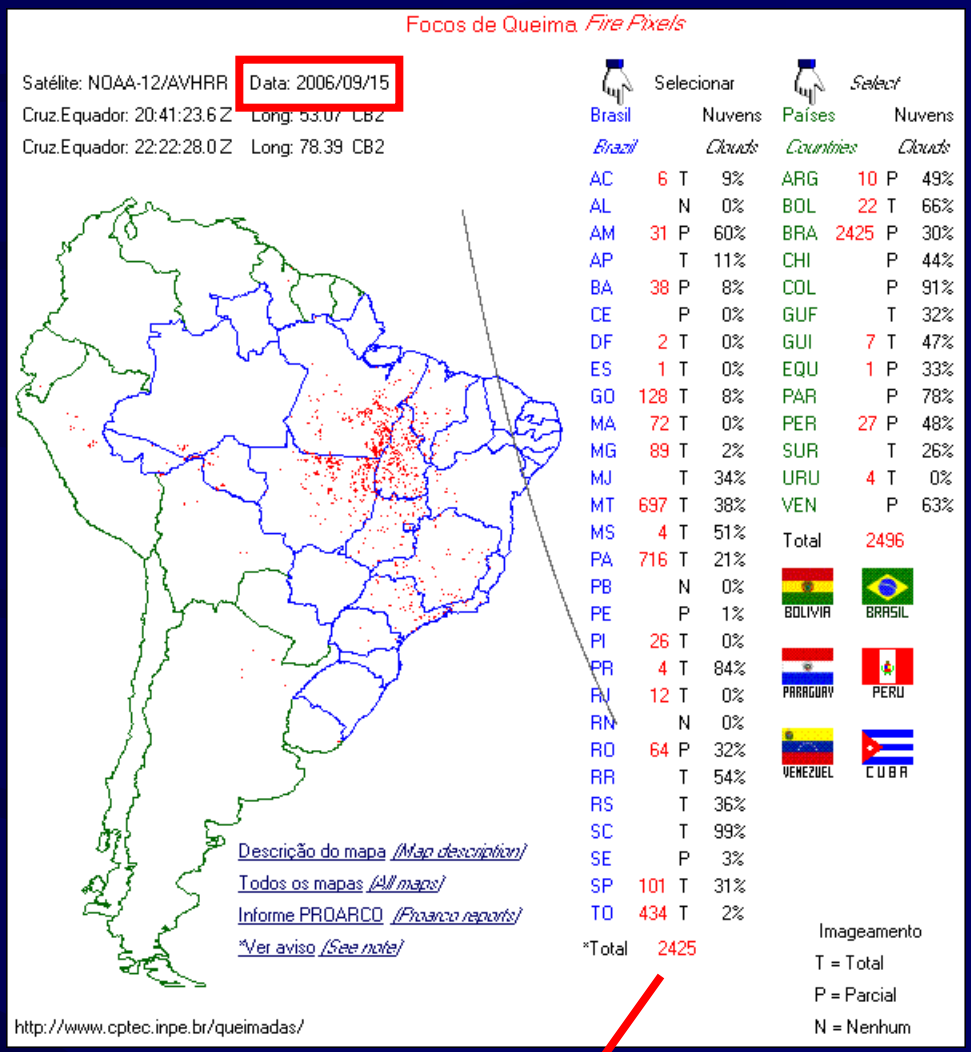 Focos de Queima Fire Pixels
Satélite: NOAA-12/AVHRR Data: 2006/09/15
Cruz.Equador: 20:41:23.6 Z Long: 53.07 CB2
Cruz.Equador: 22:22:28.0 Z Long: 78.39 CB2
Selecionar
Brasil Nuvens
Brazil Clouds
AC 6 T 9%
AL N 0%
AM 31 P 60%
AP T 11%
BA 38 P 8%
CE P 0%
DF 2 T 0%
ES 1 T 0%
GO 128 T 8%
MA 72 T 0%
MG 89 T 2%
MJ T 34%
MT 697 T 38%
MS 4 T 51%
PA 716 T 21%
PB N 0%
PE P 1%
PI 26 T 0%
PR 4 T 84%
RJ 12 T 0%
RN N 0%
RO 64 P 32%
RR T 54%
RS T 36%
SC T 99%
SE P 3%
SP 101 T 31%
TO 434 T 2%
*Total 2425
Select
Países Nuvens
Countries Clouds
ARG 10 P 49%
BOL 22 T 66%
BRA 2425 P 30%
CHI P 44%
COL P 91%
GUF T 32%
GUI 7 T 47%
EQU 1 P 33%
PAR P 78%
PER 27 P 48%
SUR T 26%
URU 4 T 0%
VEN P 63%
Total 2496
BOLIVIA BRASIL
PARAGUAY PERU
VENEZUEL CUBA
Descrição do mapa (Map description)
Todos os mapas (All maps)
Informe PROARCO (Proarco reports)
*Ver aviso (See note)
Imageamento
T = Total
P = Parcial
N = Nenhum
http://www.cptec.inpe.br/queimadas/